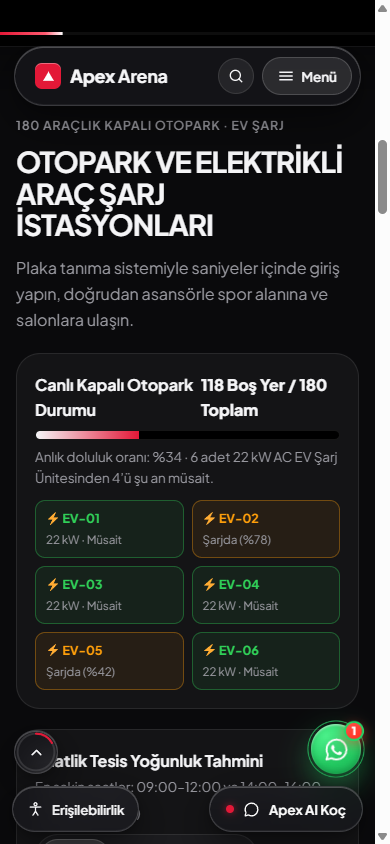 Apex Arena
Menü
180 ARAÇLIK KAPALI OTOPARK · EV ŞARJ
OTOPARK VE ELEKTRİKLİ
ARAÇ ŞARJ
İSTASYONLARI
Plaka tanıma sistemiyle saniyeler içinde giriş
yapın, doğrudan asansörle spor alanına ve
salonlara ulaşın.
Canlı Kapalı Otopark 118 Boş Yer / 180
Durumu Toplam
Anlık doluluk oranı: %34 · 6 adet 22 kW AC EV Şarj
Ünitesinden 4'ü şu an müsait.
⚡ EV-01
22 kW · Müsait
⚡ EV-02
Şarjda (%78)
⚡ EV-03
22 kW · Müsait
⚡ EV-04
22 kW · Müsait
⚡ EV-05
Şarjda (%42)
⚡ EV-06
22 kW · Müsait
1
Tesis Yoğunluk Tahmini
09:00–12:00
Erişilebilirlik
Apex AI Koç